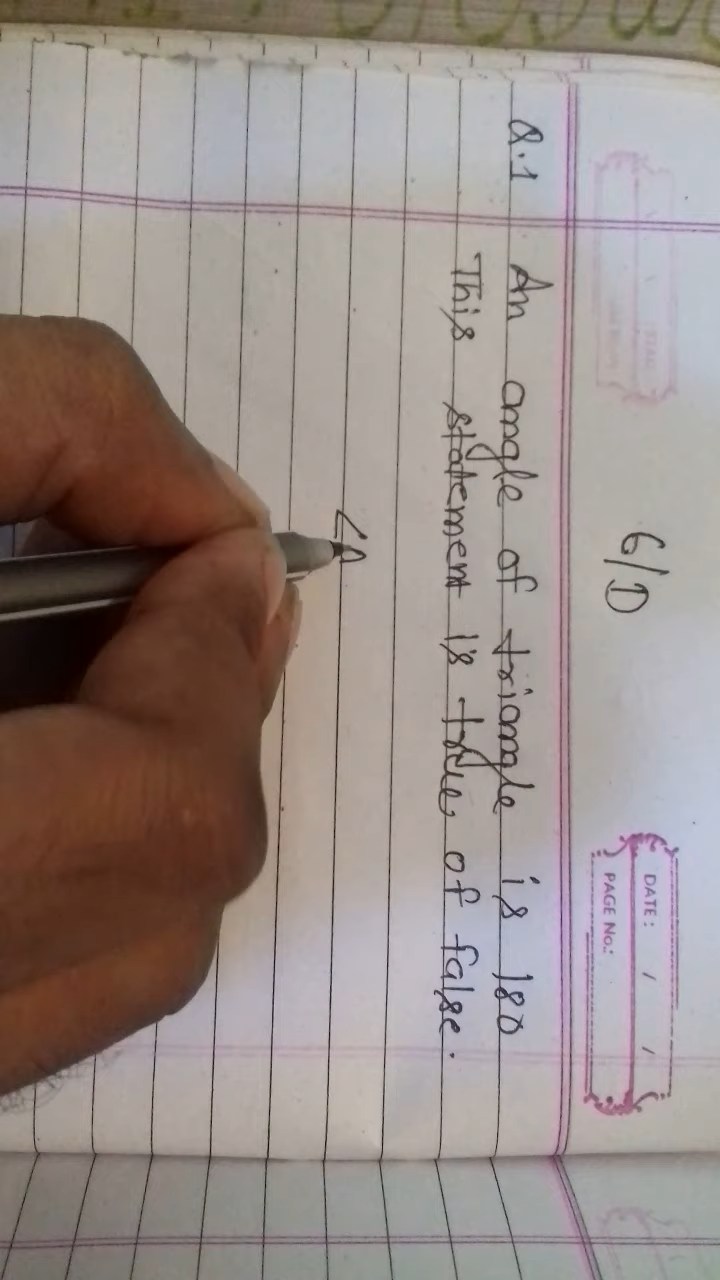 6/D
DATE: / /
PAGE No.:
Q.1 An angle of triangle is 180
This statement is true, of false.
<A